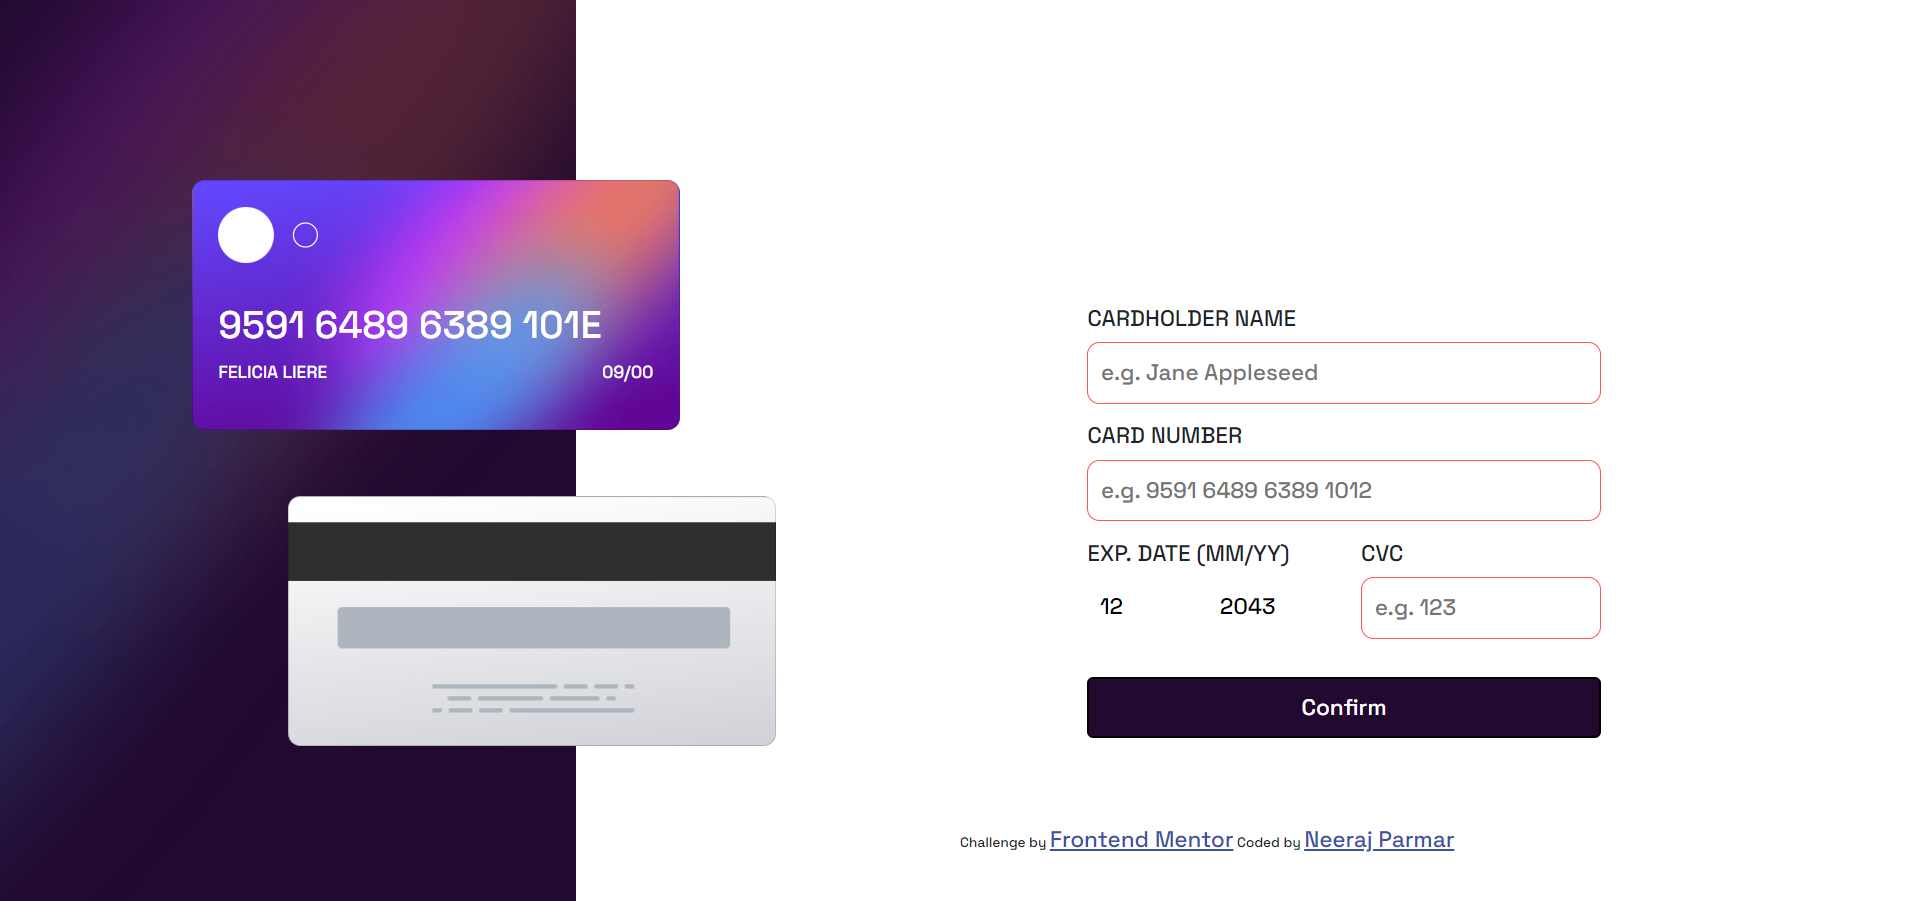 9591 6489 6389 101E
FELICIA LIERE 09/00
CARDHOLDER NAME
e.g. Jane Appleseed
CARD NUMBER
e.g. 9591 6489 6389 1012
EXP. DATE (MM/YY) CVC
12 2043 e.g. 123
Confirm
Challenge by Frontend Mentor Coded by Neeraj Parmar